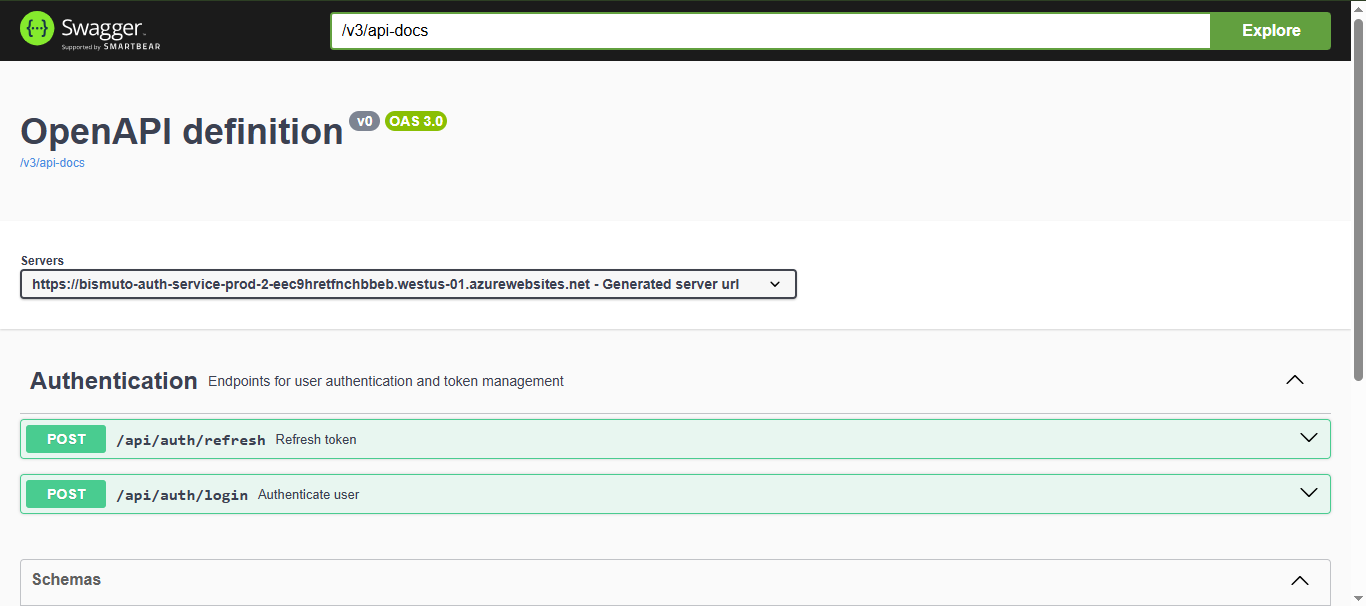 {···} Swagger™
Supported by SMARTBEAR
/v3/api-docs
Explore
OpenAPI definition v0 OAS 3.0
/v3/api-docs
Servers
https://bismuto-auth-service-prod-2-eec9hretfnchbbeb.westus-01.azurewebsites.net - Generated server url
Authentication Endpoints for user authentication and token management
POST /api/auth/refresh Refresh token
POST /api/auth/login Authenticate user
Schemas